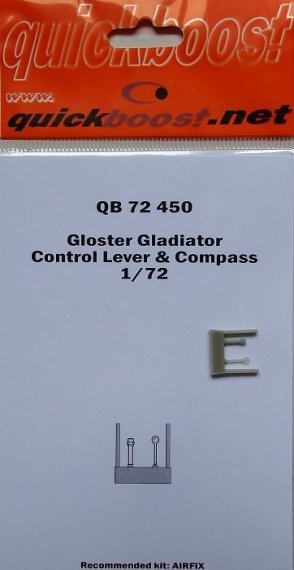 quickboost
www.
quickboost.net
QB 72 450
Gloster Gladiator
Control Lever & Compass
1/72
Recommended kit: AIRFIX